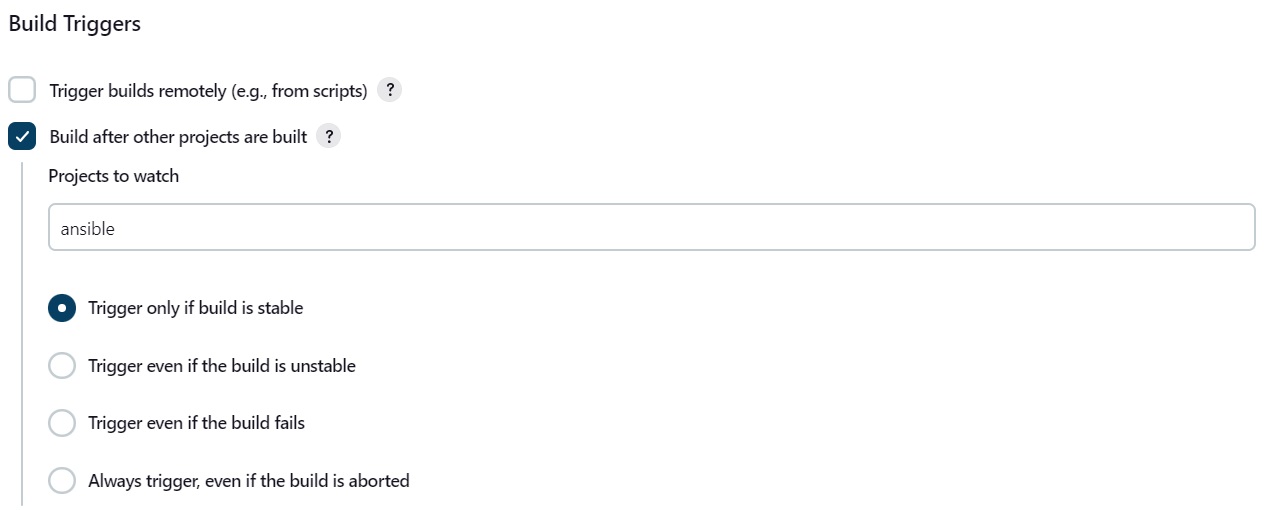 Build Triggers
Trigger builds remotely (e.g., from scripts) ?
Build after other projects are built ?
Projects to watch
ansible
Trigger only if build is stable
Trigger even if the build is unstable
Trigger even if the build fails
Always trigger, even if the build is aborted